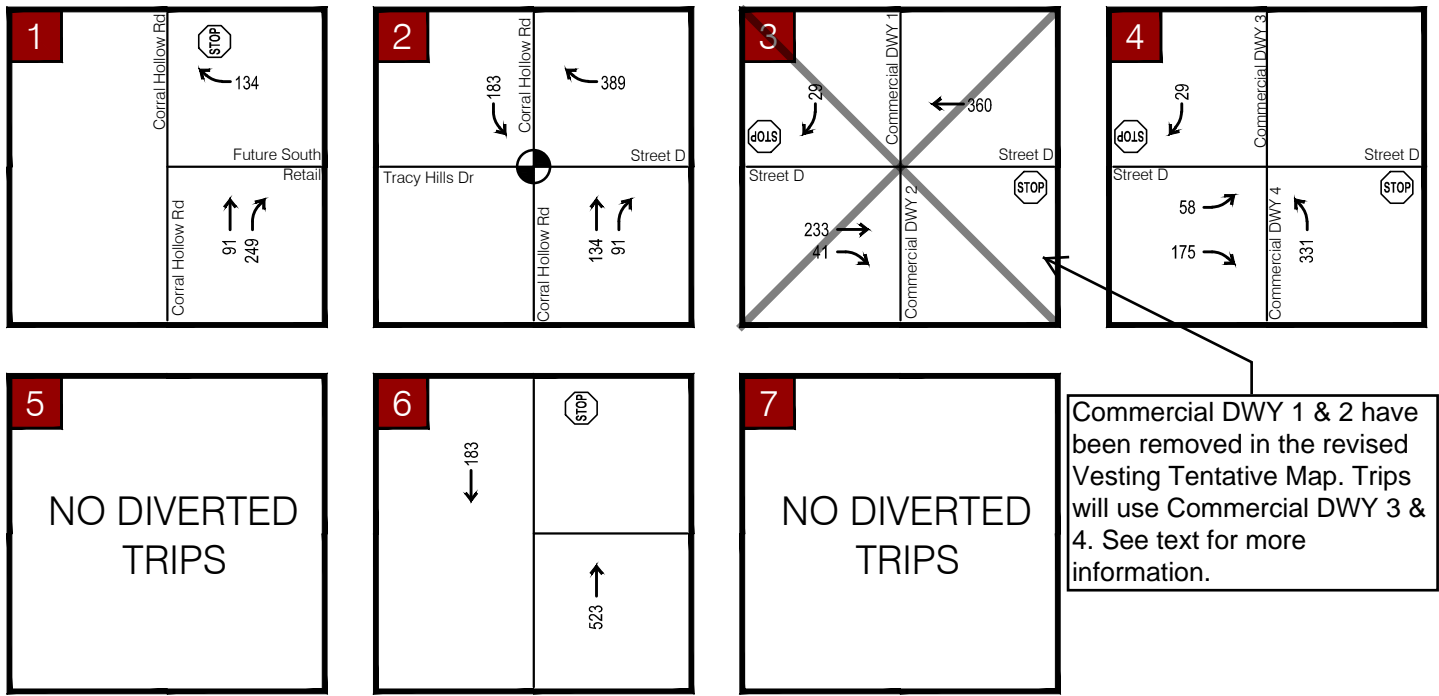 1
Corral Hollow Rd
STOP
134
Future South
Retail
Corral Hollow Rd
91
249
2
Corral Hollow Rd
183
389
Street D
Tracy Hills Dr
Corral Hollow Rd
134
91
3
Commercial DWY 1
29
360
STOP
Street D
Street D
STOP
Commercial DWY 2
233
41
4
Commercial DWY 3
29
STOP
Street D
Street D
STOP
Commercial DWY 4
58
175
331
5
NO DIVERTED
TRIPS
6
STOP
183
523
7
NO DIVERTED
TRIPS
Commercial DWY 1 & 2 have
been removed in the revised
Vesting Tentative Map. Trips
will use Commercial DWY 3 &
4. See text for more
information.